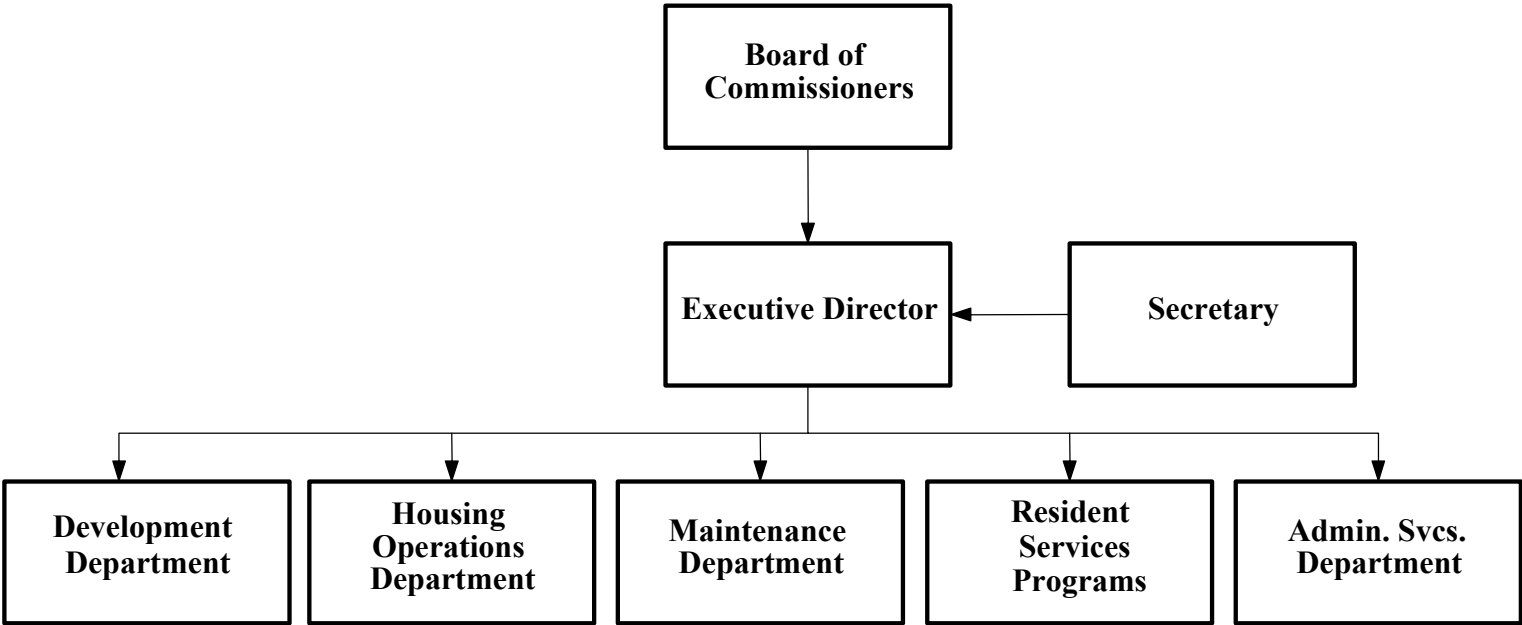 Board of
Commissioners
Executive Director
Secretary
Development
Department
Housing
Operations
Department
Maintenance
Department
Resident
Services
Programs
Admin. Svcs.
Department